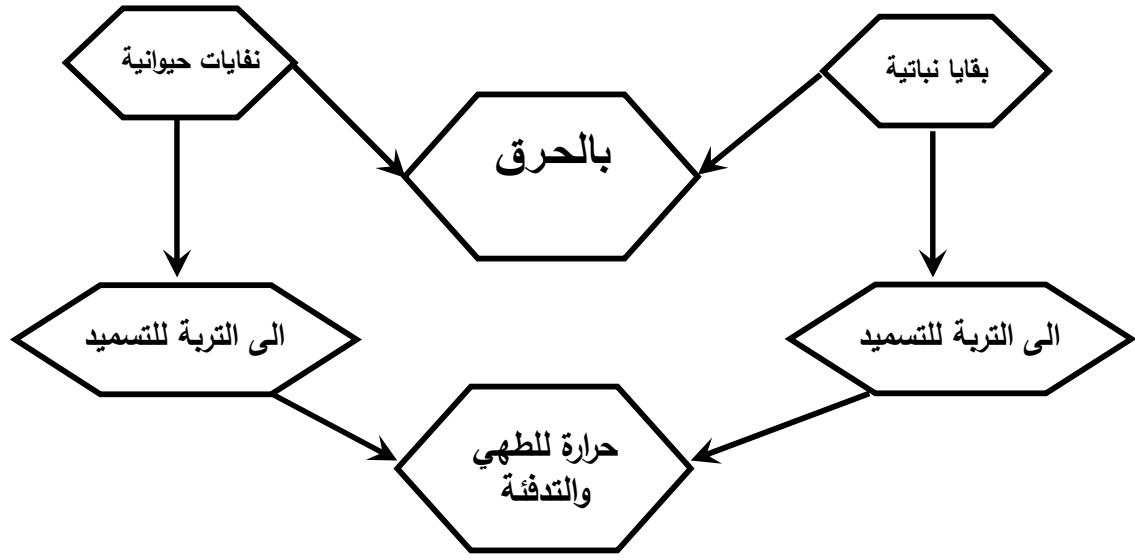 بقايا نباتية
نفايات حيوانية
بالحرق
الى التربة للتسميد
الى التربة للتسميد
حرارة للطهي
والتدفئة